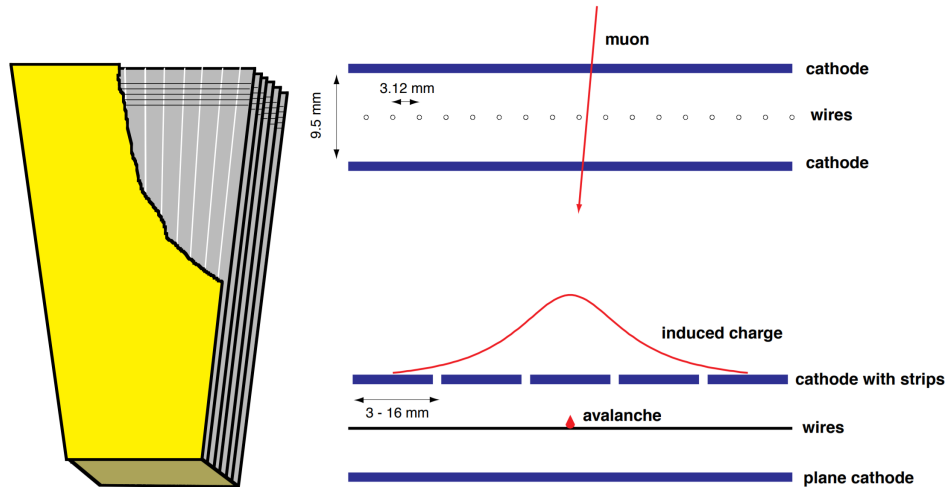 muon
cathode
3.12 mm
9.5 mm
wires
cathode
induced charge
cathode with strips
3 - 16 mm
avalanche
wires
plane cathode